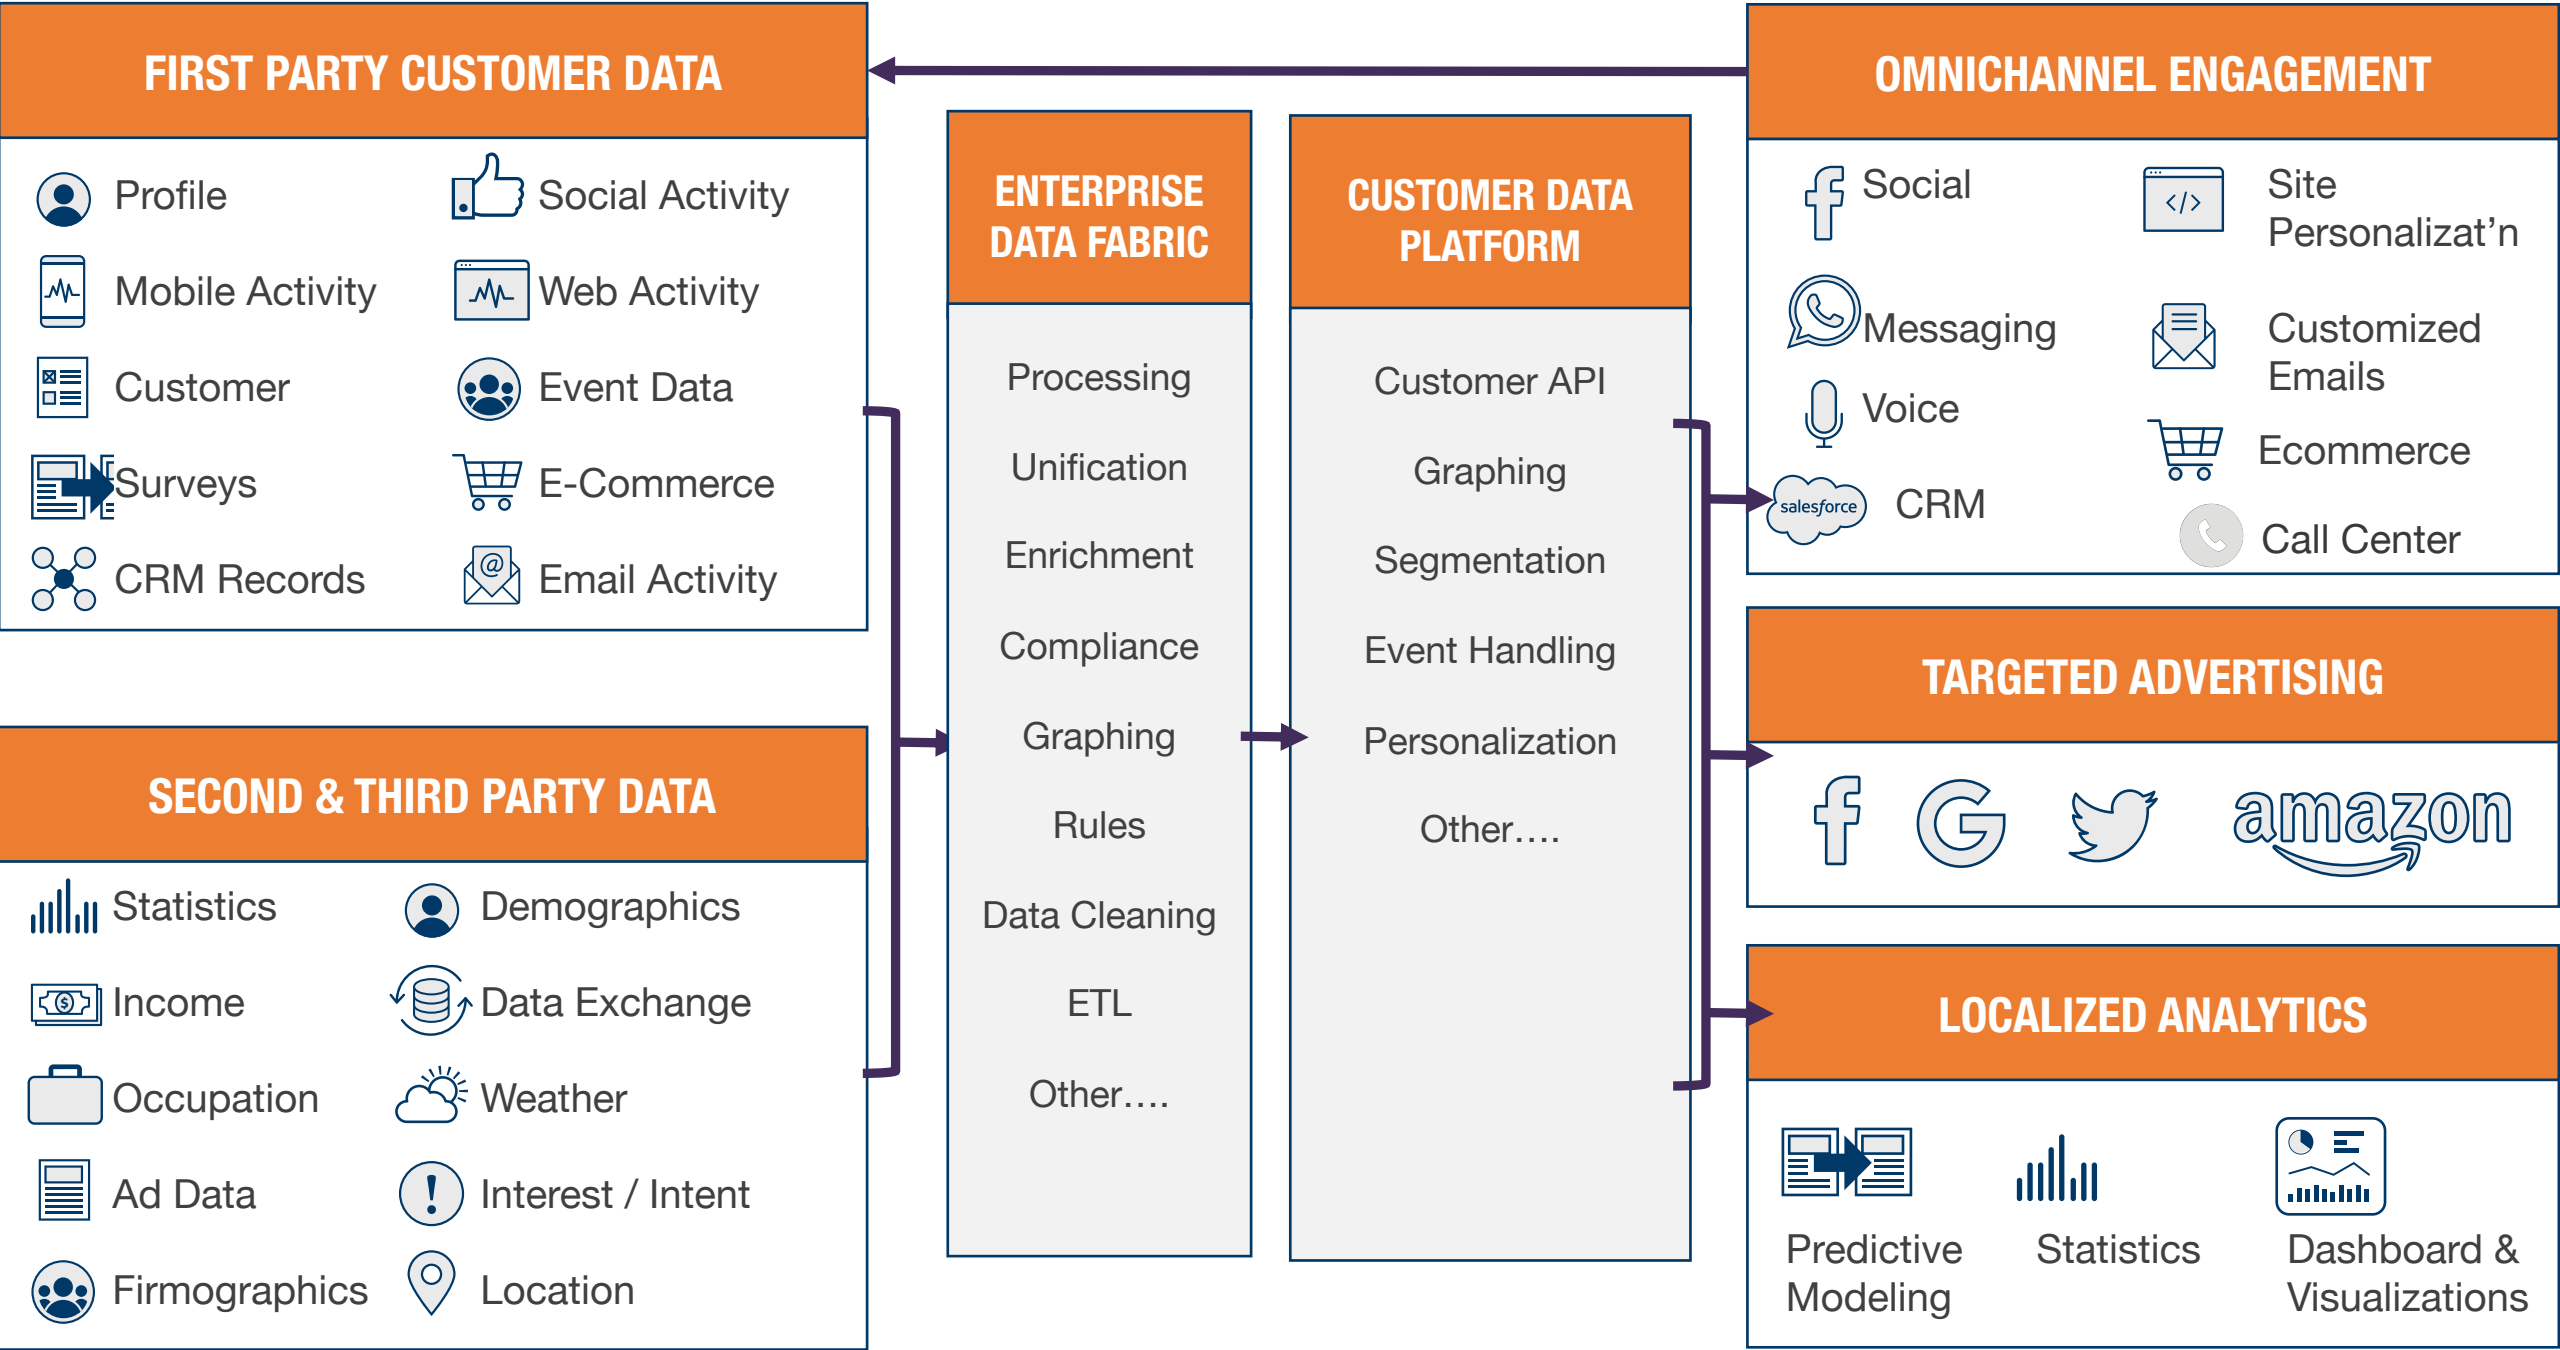 FIRST PARTY CUSTOMER DATA
Profile
Social Activity
Mobile Activity
Web Activity
Customer
Event Data
Surveys
E-Commerce
CRM Records
@
Email Activity
SECOND & THIRD PARTY DATA
Statistics
Demographics
$
Income
Data Exchange
Occupation
Weather
Ad Data
!
Interest / Intent
Firmographics
Location
ENTERPRISE
DATA FABRIC
Processing
Unification
Enrichment
Compliance
Graphing
Rules
Data Cleaning
ETL
Other....
CUSTOMER DATA
PLATFORM
Customer API
Graphing
Segmentation
Event Handling
Personalization
Other....
OMNICHANNEL ENGAGEMENT
f
Social
</>
Site
Personalizat’n
Messaging
Customized
Emails
Voice
Ecommerce
salesforce
CRM
Call Center
TARGETED ADVERTISING
f
G
amazon
LOCALIZED ANALYTICS
Predictive
Modeling
Statistics
Dashboard &
Visualizations